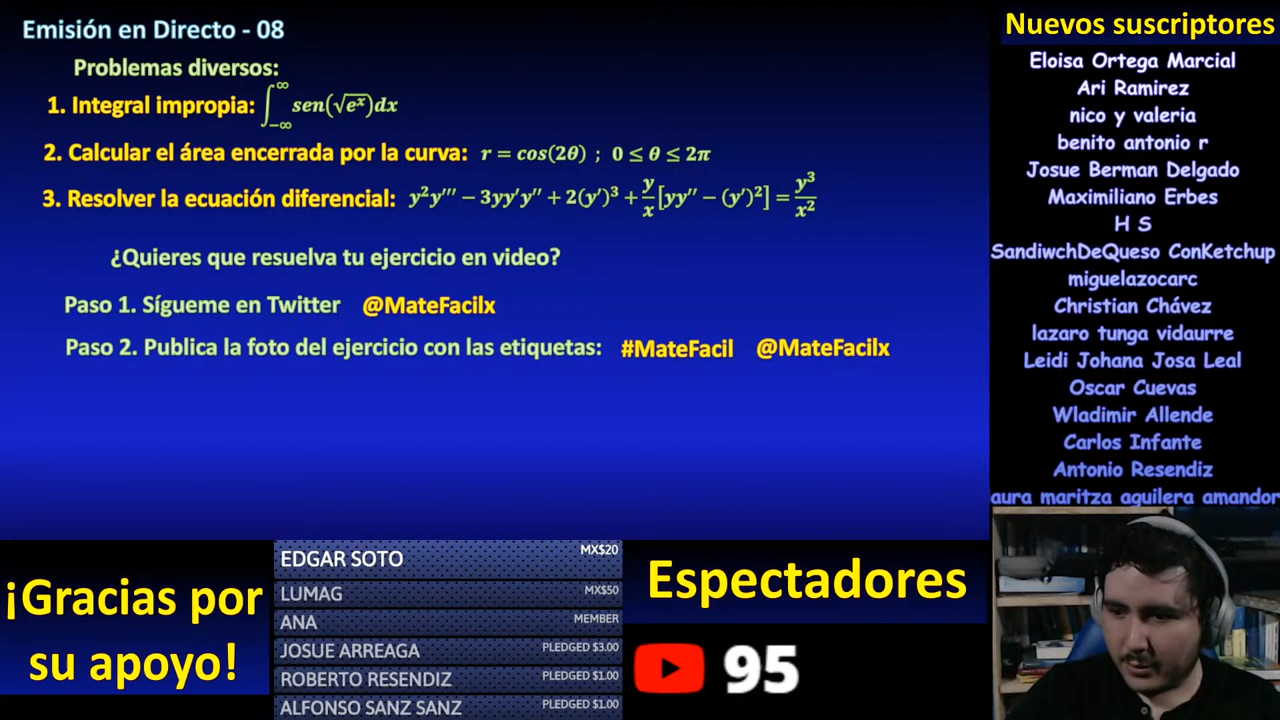 Emisión en Directo - 08
Problemas diversos:
1. Integral impropia: ∫_{-∞}^{∞} sen(√e^x)dx
2. Calcular el área encerrada por la curva: r = cos(2θ) ; 0 ≤ θ ≤ 2π
3. Resolver la ecuación diferencial: y²y''' − 3yy'y'' + 2(y')³ + y/x [yy'' − (y')²] = y³/x²
¿Quieres que resuelva tu ejercicio en video?
Paso 1. Sígueme en Twitter @MateFacilx
Paso 2. Publica la foto del ejercicio con las etiquetas: #MateFacil @MateFacilx
Nuevos suscriptores
Eloisa Ortega Marcial
Ari Ramirez
nico y valeria
benito antonio r
Josue Berman Delgado
Maximiliano Erbes
H S
SandiwchDeQueso ConKetchup
miguelazocarc
Christian Chávez
lazaro tunga vidaurre
Leidi Johana Josa Leal
Oscar Cuevas
Wladimir Allende
Carlos Infante
Antonio Resendiz
aura maritza aguilera amandor
¡Gracias por
su apoyo!
EDGAR SOTO MX$20
LUMAG MX$50
ANA MEMBER
JOSUE ARREAGA PLEDGED $3.00
ROBERTO RESENDIZ PLEDGED $1.00
ALFONSO SANZ SANZ PLEDGED $1.00
Espectadores
95